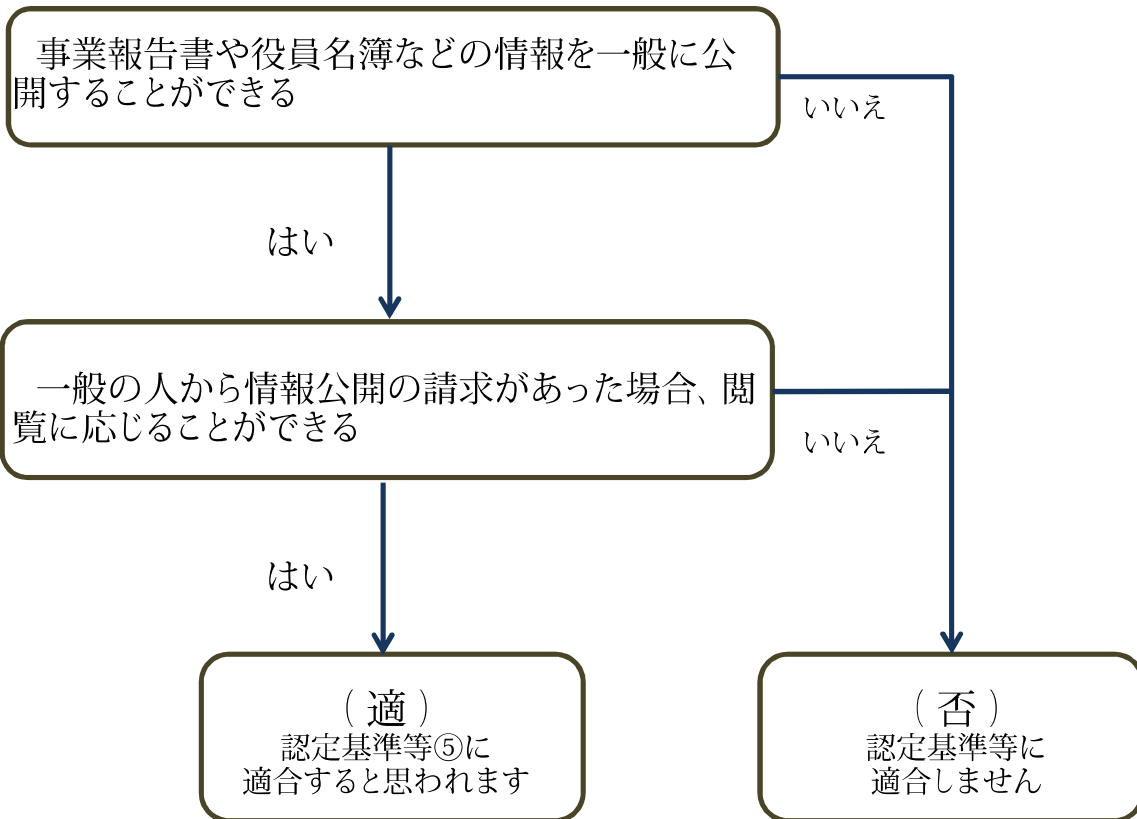 事業報告書や役員名簿などの情報を一般に公
開することができる
いいえ
はい
一般の人から情報公開の請求があった場合、閲
覧に応じることができる
いいえ
はい
（ 適 ）
認定基準等⑤に
適合すると思われます
（ 否 ）
認定基準等に
適合しません